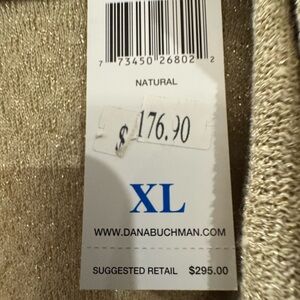 7 73450 26802 2
NATURAL
$176.90
XL
WWW.DANABUCHMAN.COM
SUGGESTED RETAIL $295.00